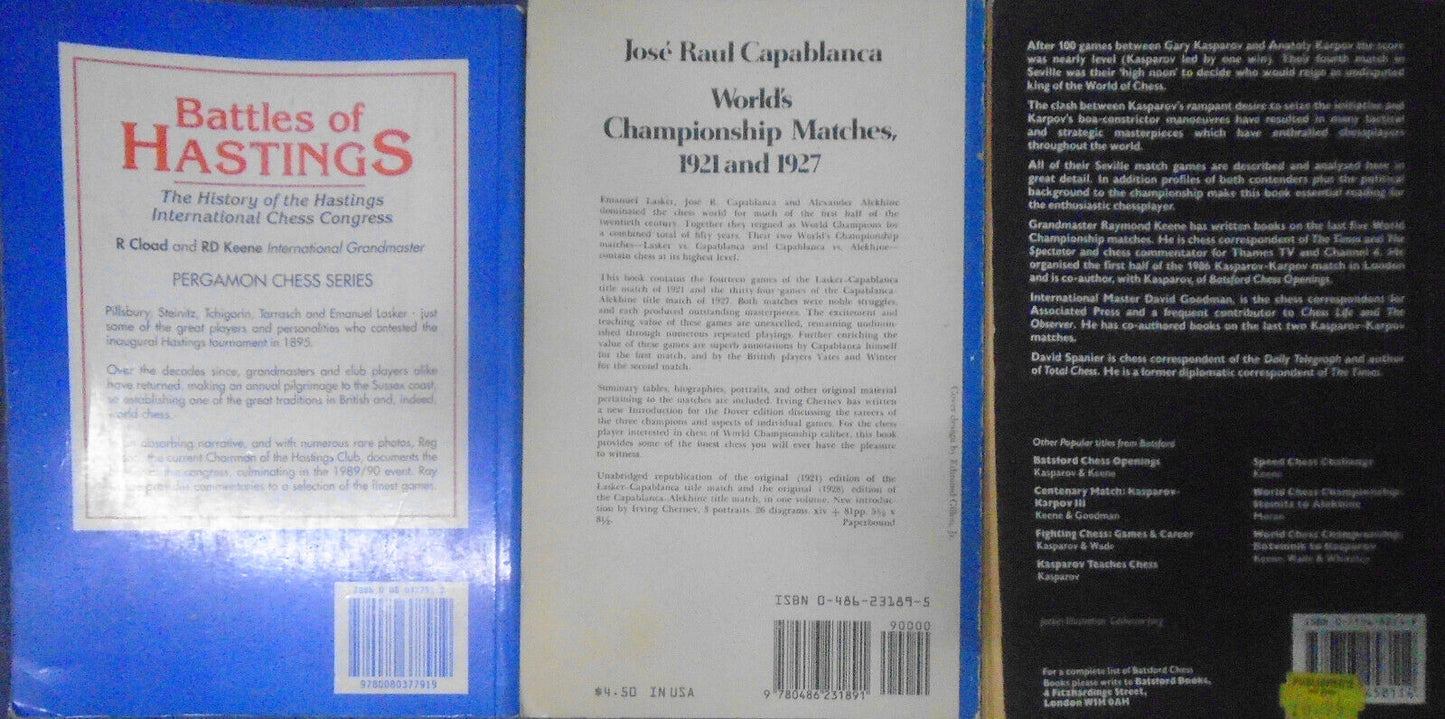 Battles of
HASTINGS
The History of the Hastings
International Chess Congress
R Cload and RD Keene International Grandmaster
PERGAMON CHESS SERIES
Pillsbury, Steinitz, Tchigorin, Tarrasch and Emanuel Lasker - just
some of the great players and personalities who contested the
inaugural Hastings tournament in 1895.
Over the decades since, grandmasters and club players alike
have returned, making an annual pilgrimage to the Sussex coast,
so establishing one of the great traditions in British and, indeed,
world chess.
absorbing narrative, and with numerous rare photos, Reg
the current Chairman of the Hastings Club, documents the
the congress, culminating in the 1989/90 event. Ray
provides commentaries to a selection of the finest games.
9780080377919
José Raul Capablanca
World's
Championship Matches,
1921 and 1927
Emanuel Lasker, José R. Capablanca and Alexander Alekhine
dominated the chess world for much of the first half of the
twentieth century. Together they reigned as World Champions for
a combined total of fifty years. Their two World's Championship
matches—Lasker vs. Capablanca and Capablanca vs. Alekhine—
contain chess at its highest level.
This book contains the fourteen games of the Lasker-Capablanca
title match of 1921 and the thirty-four games of the Capablanca-
Alekhine title match of 1927. Both matches were noble struggles,
and each produced outstanding masterpieces. The excitement and
teaching value of these games are unexcelled, remaining undimin-
ished through numerous repeated playings. Further enriching the
value of these games are superb annotations by Capablanca himself
for the first match, and by the British players Yates and Winter
for the second match.
Summary tables, biographies, portraits, and other original material
pertaining to the matches are included. Irving Chernev has written
a new Introduction for the Dover edition discussing the careers of
the three champions and aspects of individual games. For the chess
player interested in chess of World Championship caliber, this book
provides some of the finest chess you will ever have the pleasure
to witness.
Unabridged republication of the original (1921) edition of the
Lasker-Capablanca title match and the original (1928) edition of
the Capablanca-Alekhine title match, in one volume. New introduc-
tion by Irving Chernev. 3 portraits. 26 diagrams. xiv + 81pp. 5⅜ x
8½. Paperbound
Cover design by Edmund V. Gillon, Jr.
ISBN 0-486-23189-5
90000
9 780486 231891
$4.50 IN USA
After 100 games between Gary Kasparov and Anatoly Karpov the score
was nearly level (Kasparov led by one win). Their fourth match in
Seville was their 'high noon' to decide who would reign as undisputed
king of the World of Chess.
The clash between Kasparov's rampant desire to seize the initiative and
Karpov's boa-constrictor manoeuvres have resulted in many tactical
and strategic masterpieces which have enthralled chessplayers
throughout the world.
All of their Seville match games are described and analysed here in
great detail. In addition profiles of both contenders plus the political
background to the championship make this book essential reading for
the enthusiastic chessplayer.
Grandmaster Raymond Keene has written books on the last five World
Championship matches. He is chess correspondent of The Times and The
Spectator and chess commentator for Thames TV and Channel 4. He
organised the first half of the 1986 Kasparov-Karpov match in London
and is co-author, with Kasparov, of Batsford Chess Openings.
International Master David Goodman, is the chess correspondent for
Associated Press and a frequent contributor to Chess Life and The
Observer. He has co-authored books on the last two Kasparov-Karpov
matches.
David Spanier is chess correspondent of the Daily Telegraph and author
of Total Chess. He is a former diplomatic correspondent of The Times.
Other Popular titles from Batsford
Batsford Chess Openings
Kasparov & Keene
Centenary Match: Kasparov-
Karpov III
Keene & Goodman
Fighting Chess: Games & Career
Kasparov & Wade
Kasparov Teaches Chess
Kasparov
Speed Chess Challenge
Keene
World Chess Championship:
Steinitz to Alekhine
Moran
World Chess Championship:
Botvinnik to Kasparov
Keene, Wade & Whiteley
Jacket illustration
For a complete list of Batsford Chess
Books please write to Batsford Books,
4 Fitzhardinge Street,
London W1H 0AH